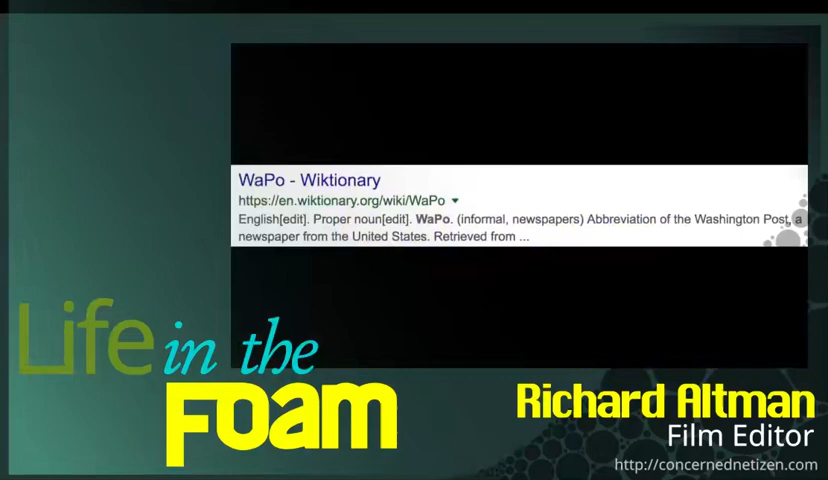 WaPo - Wiktionary
https://en.wiktionary.org/wiki/WaPo
English[edit]. Proper noun[edit]. WaPo. (informal, newspapers) Abbreviation of the Washington Post, a
newspaper from the United States. Retrieved from ...
Life in the
Foam
Richard Altman
Film Editor
http://concernednetizen.com